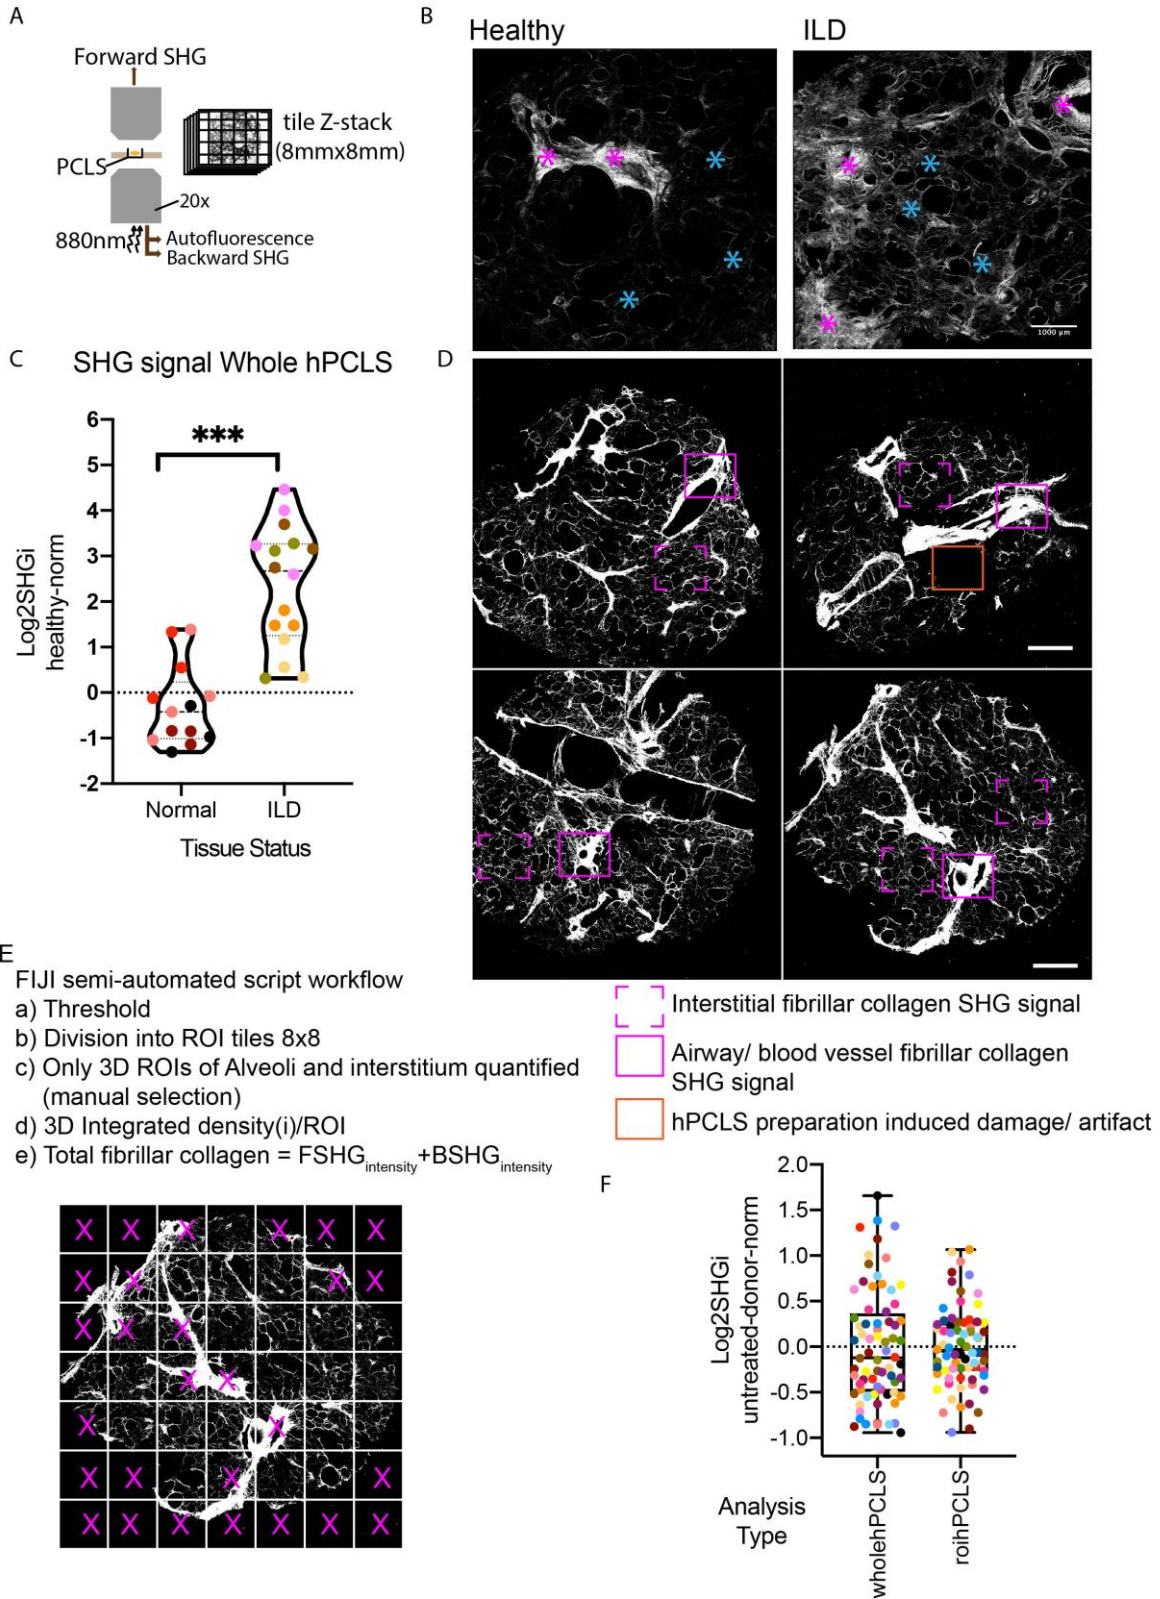 A
Forward SHG
PCLS
20x
880nm
Autofluorescence
Backward SHG
tile Z-stack
(8mmx8mm)
B
Healthy
ILD
1000 µm
C
SHG signal Whole hPCLS
Log2SHGi
healthy-norm
6
5
4
3
2
1
0
-1
-2
***
Normal
ILD
Tissue Status
D
Interstitial fibrillar collagen SHG signal
Airway/ blood vessel fibrillar collagen
SHG signal
hPCLS preparation induced damage/ artifact
E
FIJI semi-automated script workflow
a) Threshold
b) Division into ROI tiles 8x8
c) Only 3D ROIs of Alveoli and interstitium quantified
(manual selection)
d) 3D Integrated density(i)/ROI
e) Total fibrillar collagen = FSHGintensity+BSHGintensity
X X X X X X
X X X X
X X X
X X
X X
X X X X
X X X X X X X
F
Log2SHGi
untreated-donor-norm
2.0
1.5
1.0
0.5
0.0
-0.5
-1.0
Analysis
Type
wholehPCLS
roihPCLS